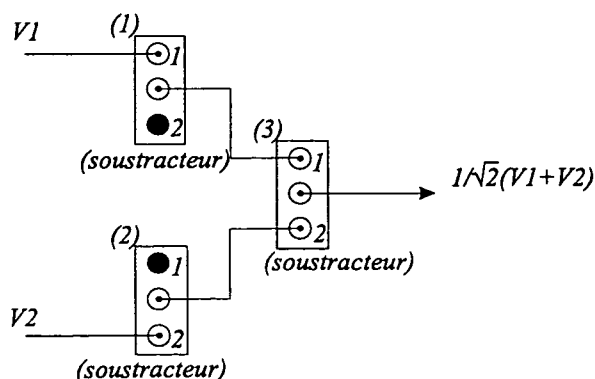 V1
(1)
1
2
(soustracteur)
(3)
1
2
(soustracteur)
1/√2(V1+V2)
(2)
1
V2
2
(soustracteur)